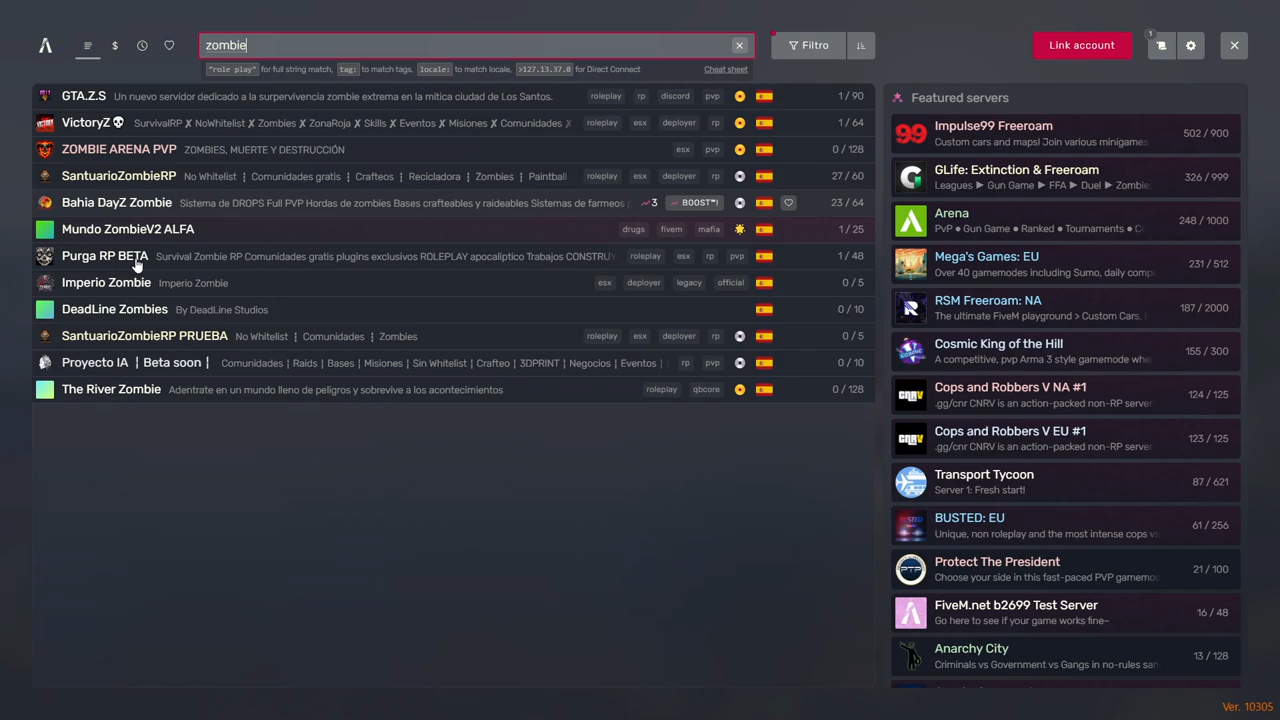 $
zombie
Filtro
1
Link account
"role play" for full string match, tag: to match tags, locale: to match locale, >127.13.37.0 for Direct Connect
Cheat sheet
GTA.Z.S Un nuevo servidor dedicado a la superviencia zombie extrema en la mítica ciudad de Los Santos. roleplay rp discord pvp 1 / 90
VictoryZ💀 SurvivalRP ✘ NoWhitelist ✘ Zombies ✘ ZonaRoja ✘ Skills ✘ Eventos ✘ Misiones ✘ Comunidades ✘ roleplay esx deployer rp 1 / 64
ZOMBIE ARENA PVP ZOMBIS, MUERTE Y DESTRUCCIÓN esx pvp 0 / 128
SantuarioZombieRP No Whitelist ¦ Comunidades gratis ¦ Crafteos ¦ Recicladora ¦ Zombies ¦ Paintball roleplay esx deployer rp 27 / 60
Bahia DayZ Zombie Sistema de DROPS Full PVP Hordas de zombies Bases crafteables y raideables Sistemas de farmeos 3 BOOST™! 23 / 64
Mundo ZombieV2 ALFA drugs fivem mafia 1 / 25
Purga RP BETA Survival Zombie RP Comunidades gratis plugins exclusivos ROLEPLAY apocaliptico Trabajos CONSTRU roleplay esx rp pvp 1 / 48
Imperio Zombie Imperio Zombie esx deployer legacy official 0 / 5
DeadLine Zombies By DeadLine Studios 0 / 10
SantuarioZombieRP PRUEBA No Whitelist ¦ Comunidades ¦ Zombies roleplay esx deployer rp 0 / 5
Proyecto IA ¦ Beta soon ¦ Comunidades ¦ Raids ¦ Bases ¦ Misiones ¦ Sin Whitelist ¦ Crafteo ¦ 3DPRINT ¦ Negocios ¦ Eventos ¦ rp pvp 0 / 10
The River Zombie Adentrate en un mundo lleno de peligros y sobrevive a los acontecimientos roleplay qbcore 0 / 128
Featured servers
99
Impulse99 Freeroam 502 / 900
Custom cars and maps! Join various minigames
GLife: Extinction & Freeroam 326 / 999
Leagues ► Gun Game ► FFA ► Duel ► Zombie
Arena 248 / 1000
PvP ● Gun Game ● Ranked ● Tournaments ●
Mega's Games: EU 231 / 512
Over 40 gamemodes including Sumo, daily comp
RSM Freeroam: NA 187 / 2000
The ultimate FiveM playground > Custom Cars.
Cosmic King of the Hill 155 / 300
A competitive, pvp Arma 3 style gamemode
CNRV
Cops and Robbers V NA #1 124 / 125
.gg/cnr CNRV is an action-packed non-RP server
CNRV
Cops and Robbers V EU #1 123 / 125
.gg/cnr CNRV is an action-packed non-RP server
Transport Tycoon 87 / 621
Server 1: Fresh start!
BUSTED: EU 61 / 256
Unique, non roleplay and the most intense cops
PTP
Protect The President 21 / 100
Choose your side in this fast-paced PVP gamemo
FiveM.net b2699 Test Server 16 / 48
Go here to see if your game works fine~
Anarchy City 13 / 128
Criminals vs Government vs Gangs in no-rules
Ver. 10305